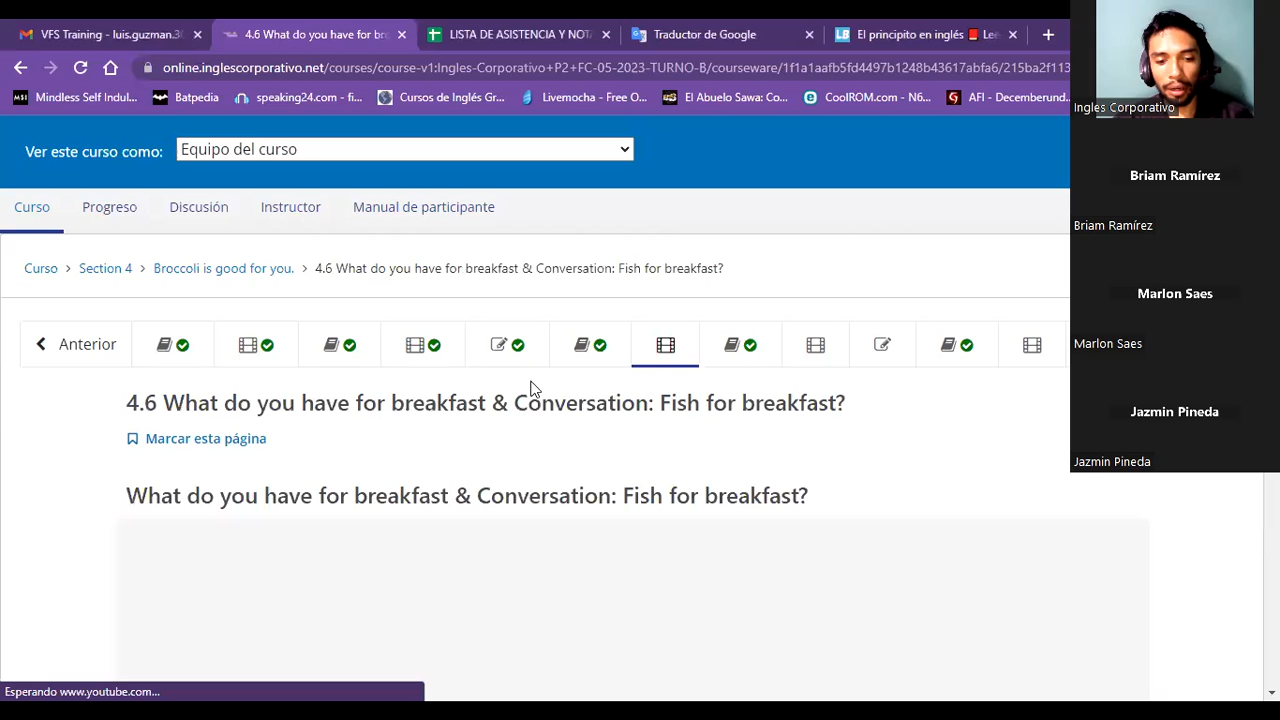 VFS Training - luis.guzman.3
4.6 What do you have for br
LISTA DE ASISTENCIA Y NOTA
Traductor de Google
El principito en inglés
Lee
online.inglescorporativo.net/courses/course-v1:Ingles-Corporativo+P2+FC-05-2023-TURNO-B/courseware/1f1a1aafb5fd4497b1248b43617abfa6/215ba2f113
Mindless Self Indul...
Batpedia
speaking24.com - fi...
Cursos de Inglés Gr...
Livemocha - Free O...
El Abuelo Sawa: Co...
CoolROM.com - N6...
AFI - Decemberund...
Ingles Corporativo
Ver este curso como:
Equipo del curso
Briam Ramírez
Briam Ramírez
Curso
Progreso
Discusión
Instructor
Manual de participante
Curso > Section 4 > Broccoli is good for you. > 4.6 What do you have for breakfast & Conversation: Fish for breakfast?
Marlon Saes
Marlon Saes
Anterior
4.6 What do you have for breakfast & Conversation: Fish for breakfast?
Marcar esta página
Jazmin Pineda
Jazmin Pineda
What do you have for breakfast & Conversation: Fish for breakfast?
Esperando www.youtube.com...